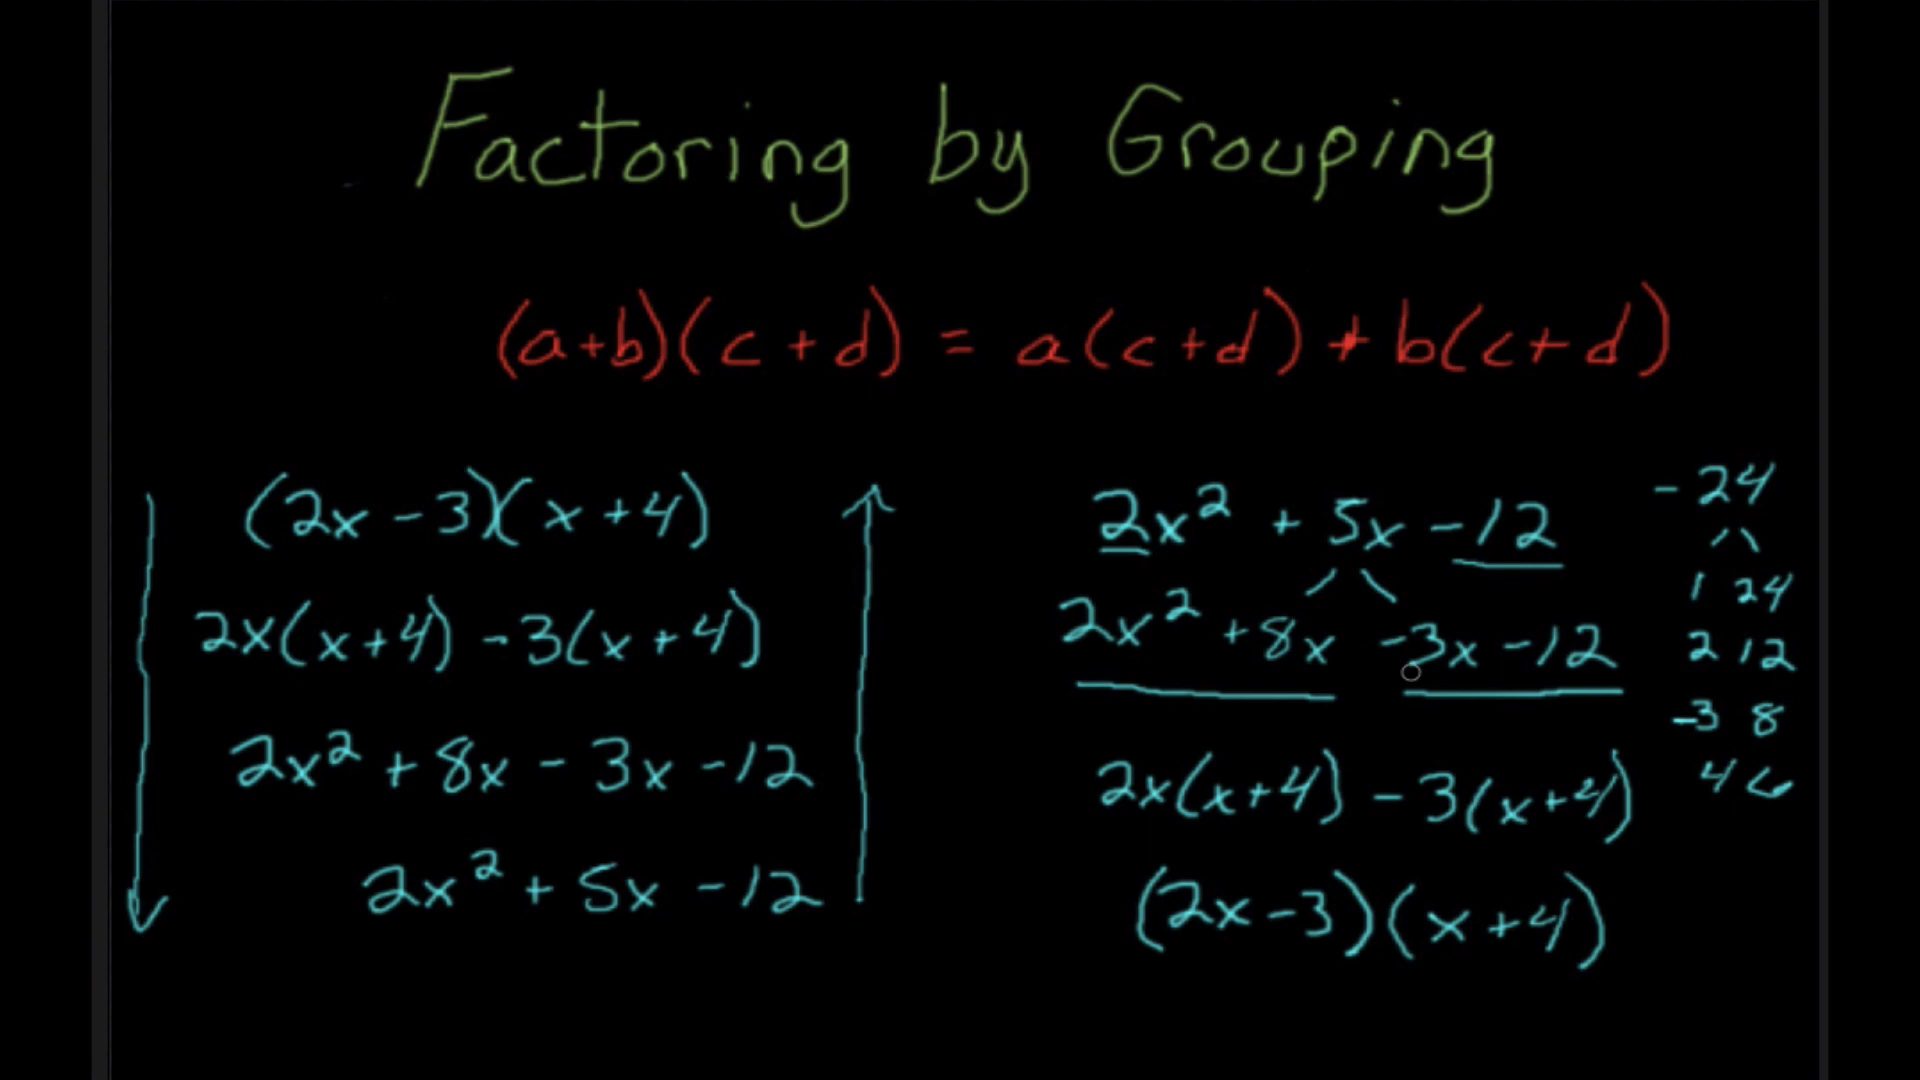 Factoring by Grouping
(a+b)(c+d) = a(c+d) + b(c+d)
(2x-3)(x+4)
2x(x+4) -3(x+4)
2x² + 8x - 3x -12
2x² + 5x -12
2x² + 5x -12
2x² +8x -3x -12
2x(x+4) -3(x+4)
(2x-3)(x+4)
-24
1 24
2 12
-3 8
4 6